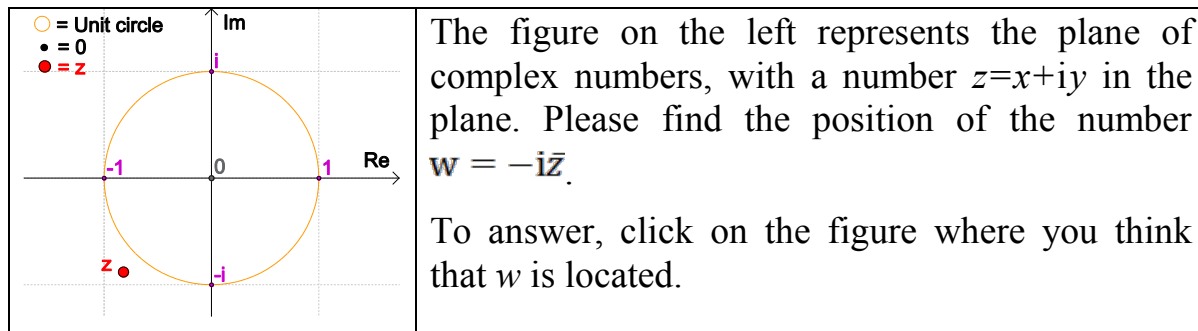 = Unit circle
= 0
= z
Im
i
-1
0
1
Re
z
-i
The figure on the left represents the plane of
complex numbers, with a number z=x+iy in the
plane. Please find the position of the number
w = −iz̄.
To answer, click on the figure where you think
that w is located.